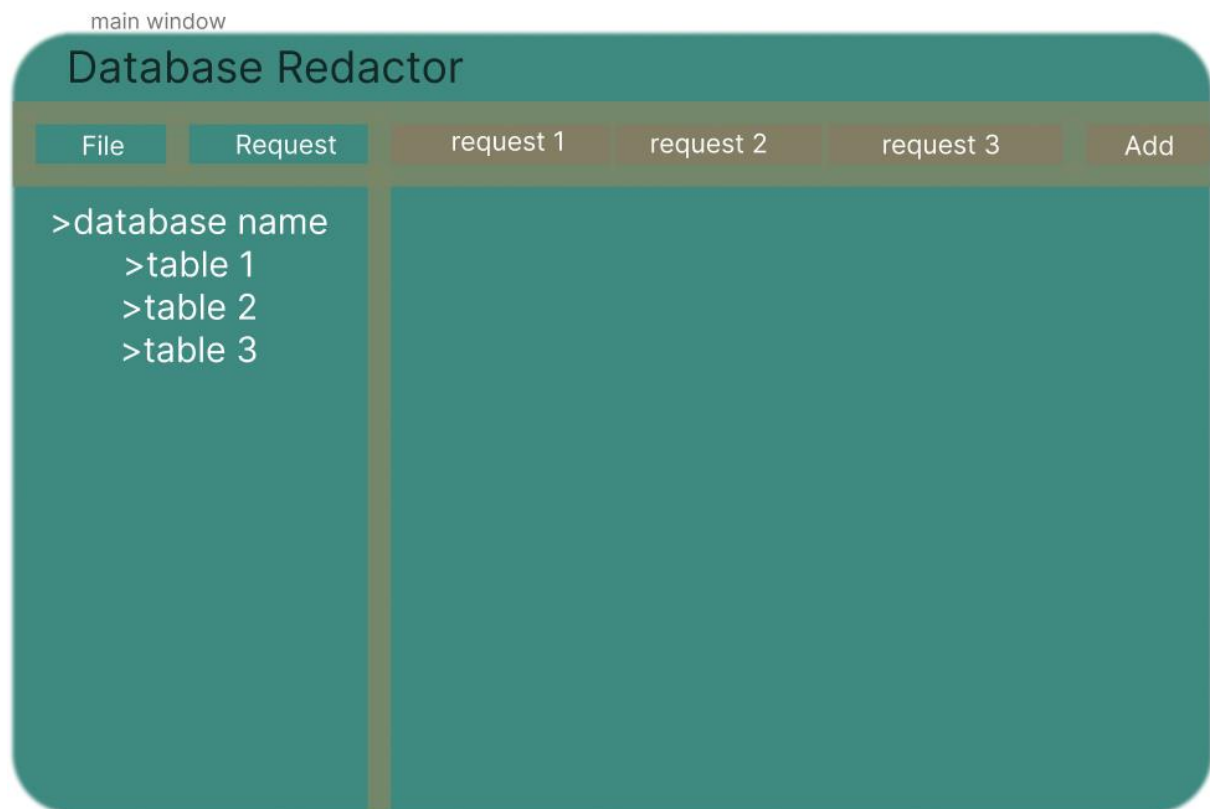 main window
Database Redactor
File Request request 1 request 2 request 3 Add
>database name
>table 1
>table 2
>table 3